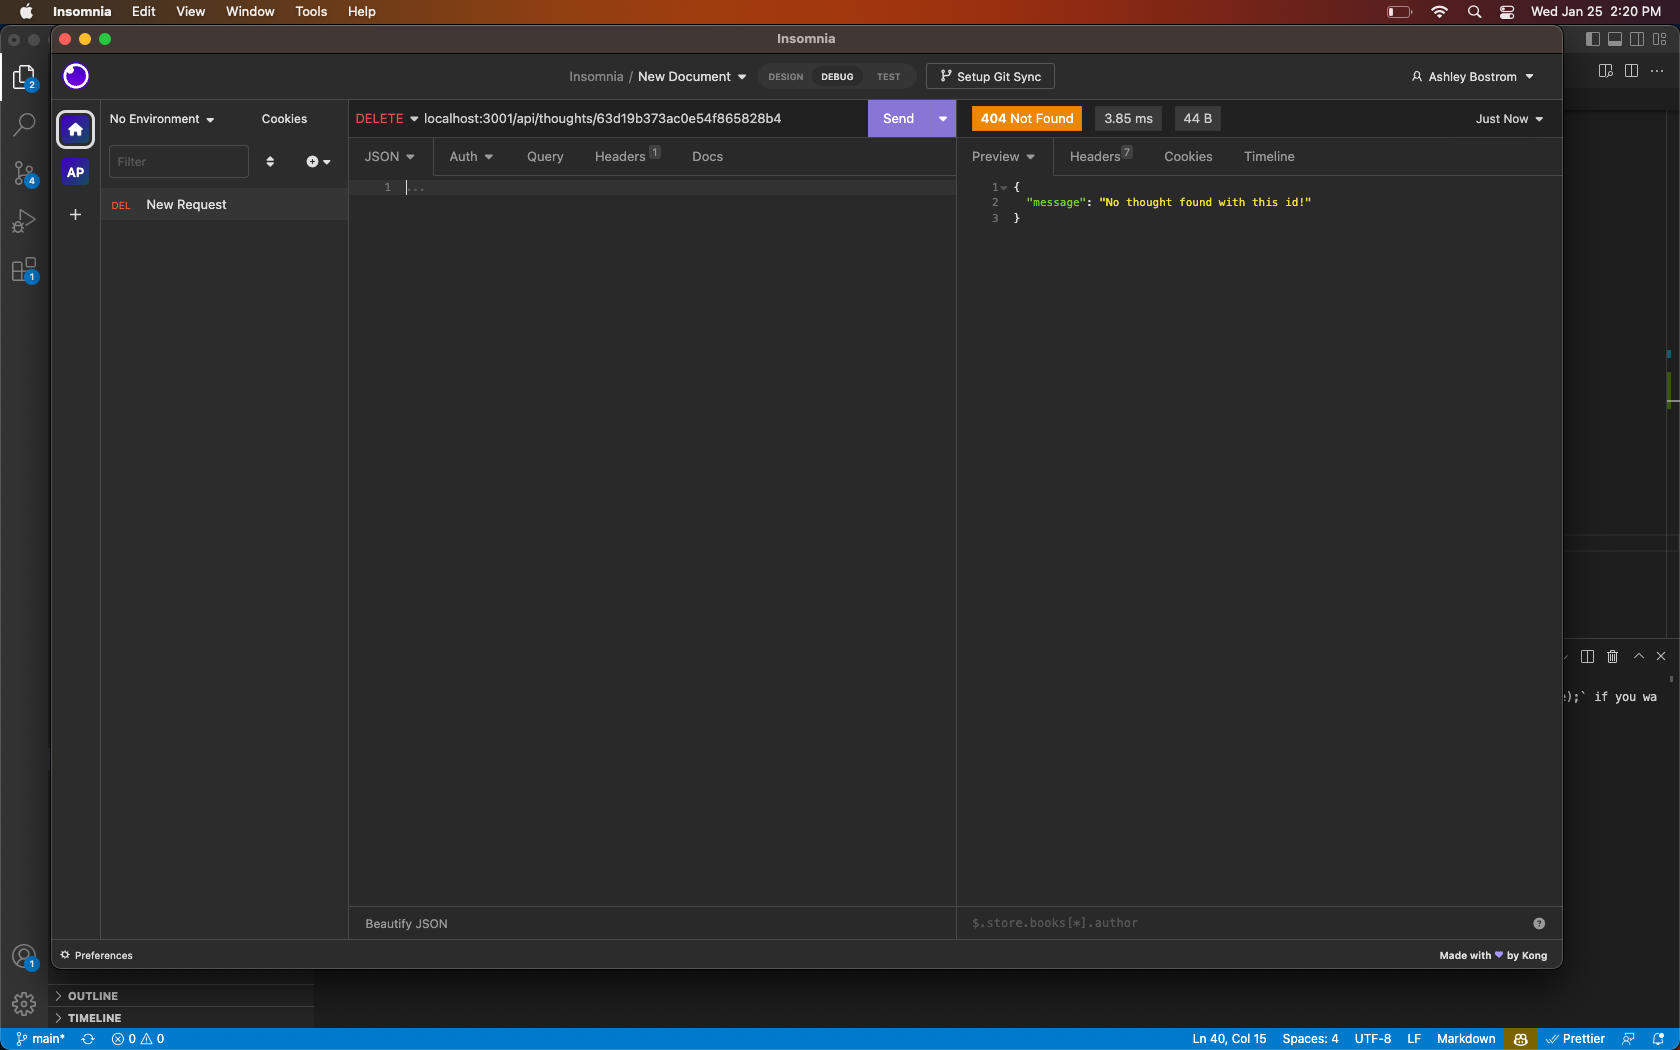 Insomnia Edit View Window Tools Help
Wed Jan 25 2:20 PM
Insomnia
Insomnia / New Document
DESIGN DEBUG TEST
Setup Git Sync
Ashley Bostrom
No Environment
Cookies
DELETE localhost:3001/api/thoughts/63d19b373ac0e54f865828b4
Send
404 Not Found 3.85 ms 44 B
Just Now
Filter
AP
JSON Auth Query Headers 1 Docs
Preview Headers 7 Cookies Timeline
DEL New Request
1 ...
1 {
2 "message": "No thought found with this id!"
3 }
2
4
1
1
);` if you wa
Beautify JSON
$.store.books[*].author
?
Preferences
Made with ♥ by Kong
OUTLINE
TIMELINE
main* 0 0
Ln 40, Col 15 Spaces: 4 UTF-8 LF Markdown Prettier